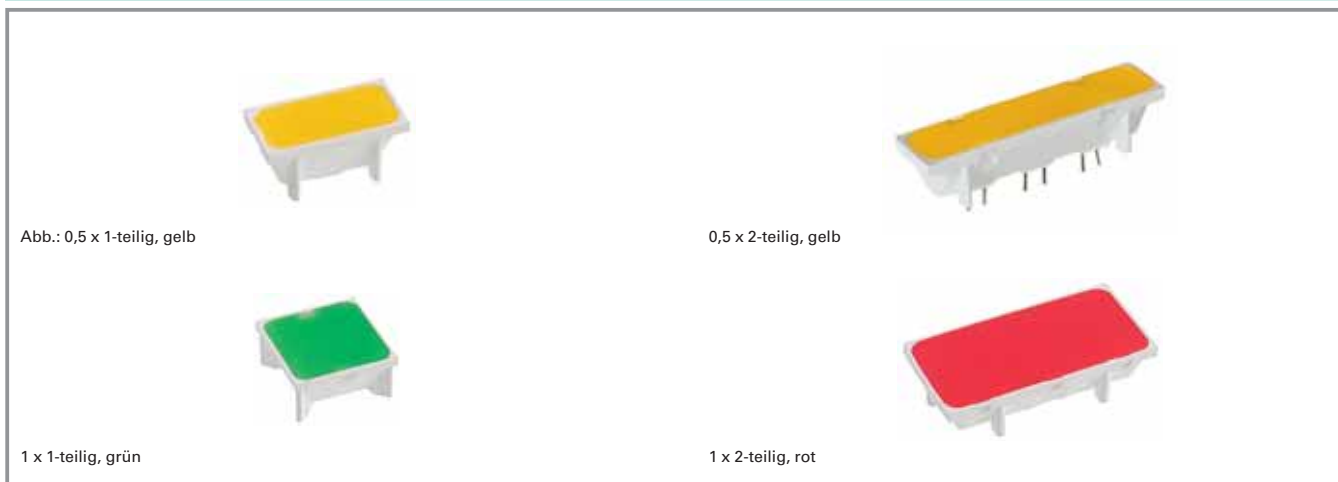 Abb.: 0,5 x 1-teilig, gelb
0,5 x 2-teilig, gelb
1 x 1-teilig, grün
1 x 2-teilig, rot